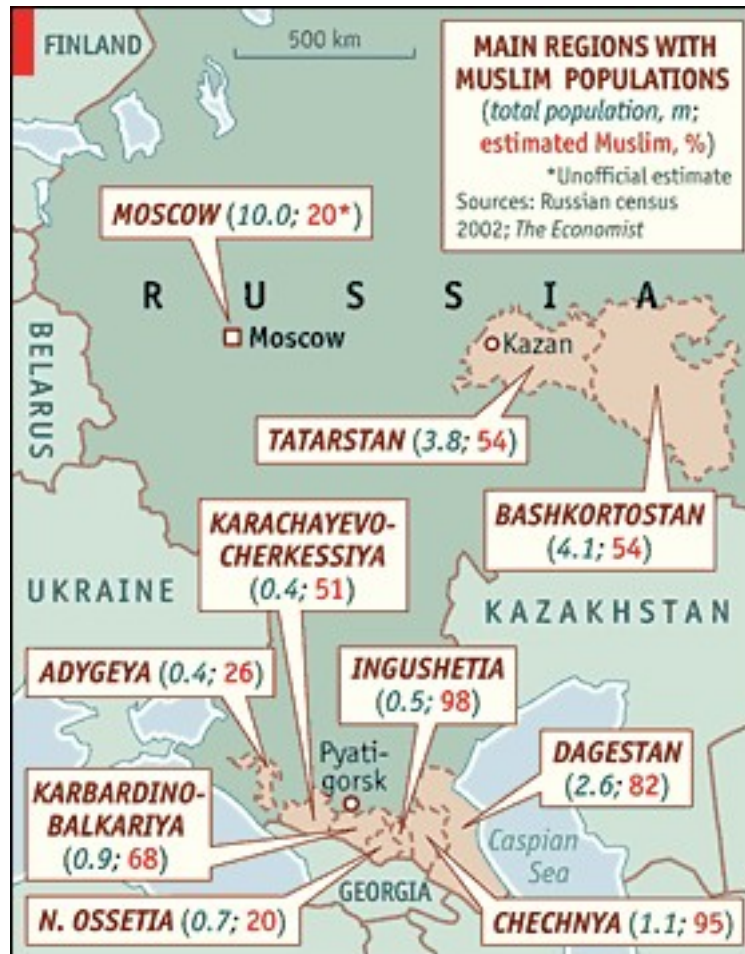 FINLAND
500 km
MAIN REGIONS WITH
MUSLIM POPULATIONS
(total population, m;
estimated Muslim, %)
*Unofficial estimate
Sources: Russian census
2002; The Economist
MOSCOW (10.0; 20*)
RUSSIA
Moscow
Kazan
BELARUS
TATARSTAN (3.8; 54)
BASHKORTOSTAN
(4.1; 54)
KARACHAYEVO-
CHERKESSIYA
(0.4; 51)
UKRAINE
KAZAKHSTAN
ADYGEYA (0.4; 26)
INGUSHETIA
(0.5; 98)
Pyati-
gorsk
DAGESTAN
(2.6; 82)
KARBARDINO-
BALKARIYA
(0.9; 68)
Caspian
Sea
GEORGIA
N. OSSETIA (0.7; 20)
CHECHNYA (1.1; 95)